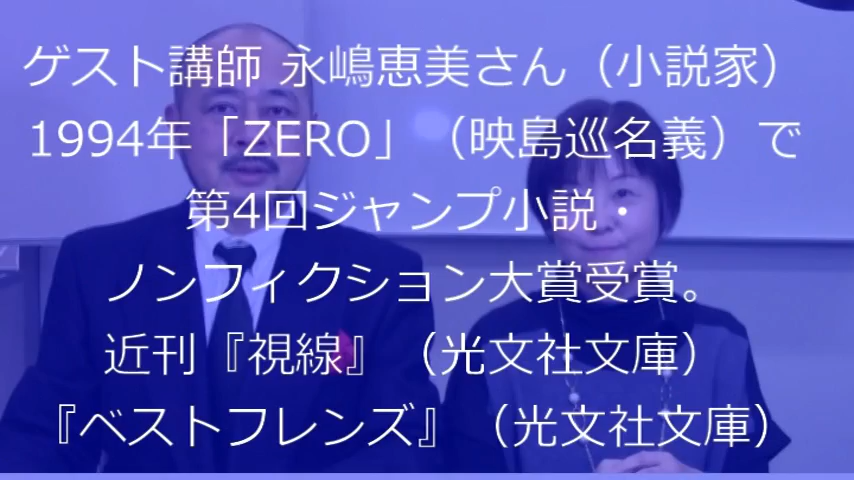 ゲスト講師 永嶋恵美さん（小説家）
1994年「ZERO」（映島巡名義）で
第4回ジャンプ小説・
ノンフィクション大賞受賞。
近刊『視線』（光文社文庫）
『ベストフレンズ』（光文社文庫）